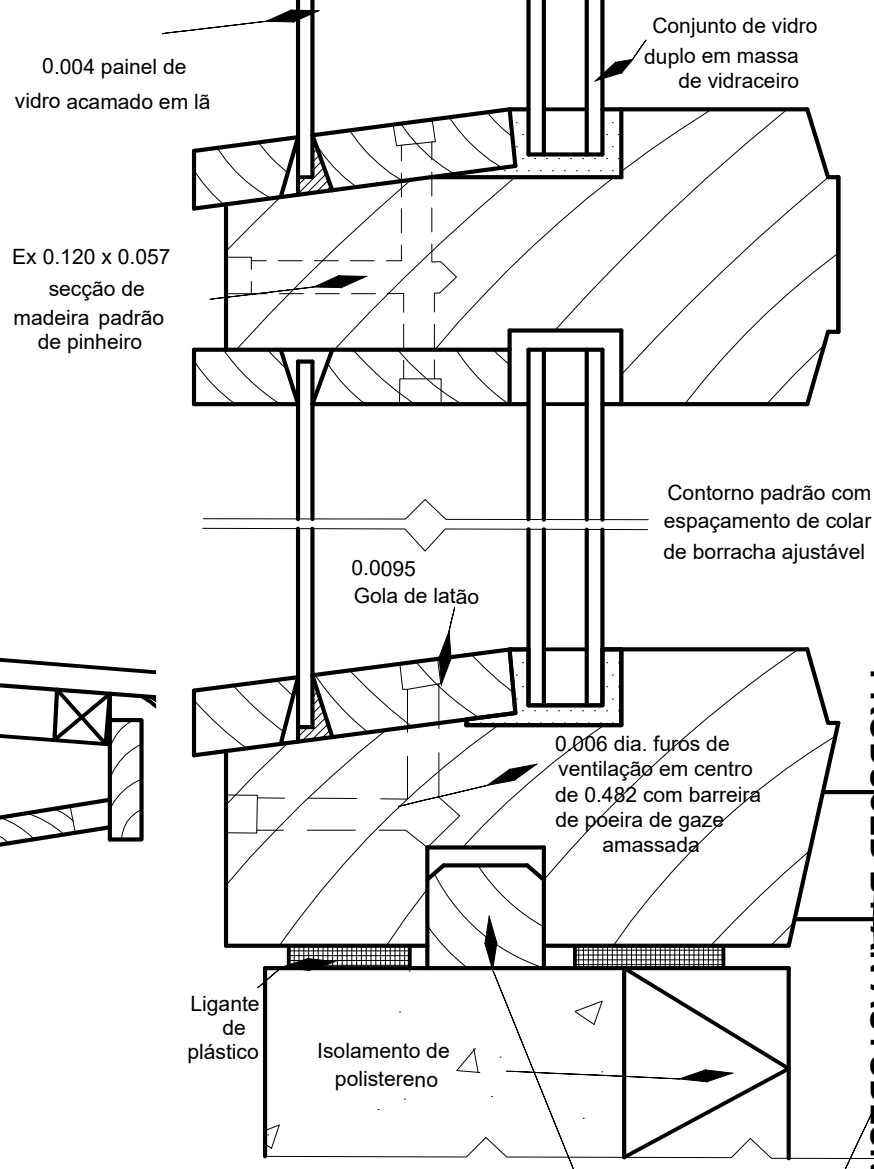 0.004 painel de
vidro acamado em lã
Conjunto de vidro
duplo em massa
de vidraceiro
Ex 0.120 x 0.057
secção de
madeira padrão
de pinheiro
Contorno padrão com
espaçamento de colar
de borracha ajustável
0.0095
Gola de latão
0.006 dia. furos de
ventilação em centro
de 0.482 com barreira
de poeira de gaze
amassada
Ligante
de
plástico
Isolamento de
polistereno